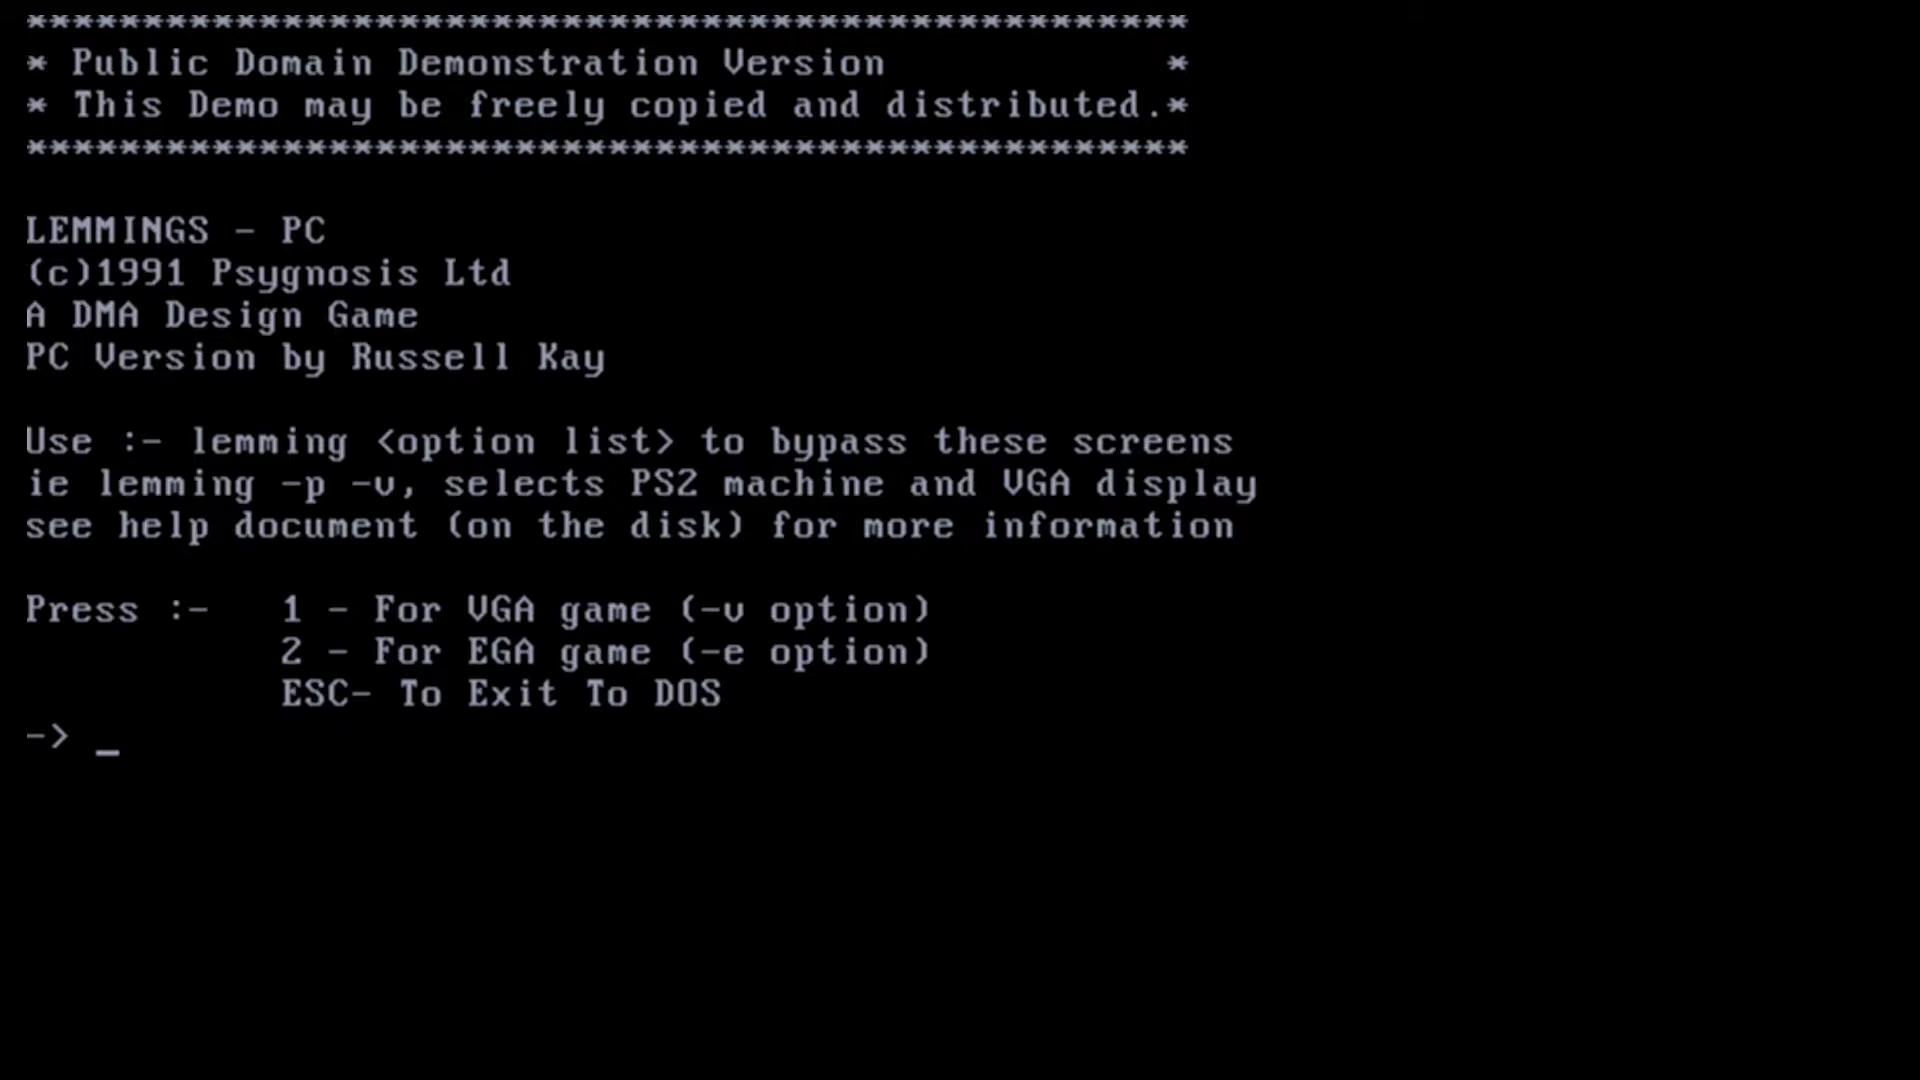 **************************************************
* Public Domain Demonstration Version            *
* This Demo may be freely copied and distributed.*
**************************************************
LEMMINGS - PC
(c)1991 Psygnosis Ltd
A DMA Design Game
PC Version by Russell Kay
Use :- lemming <option list> to bypass these screens
ie lemming -p -v, selects PS2 machine and VGA display
see help document (on the disk) for more information
Press :-   1 - For VGA game (-v option)
           2 - For EGA game (-e option)
           ESC- To Exit To DOS
-> _